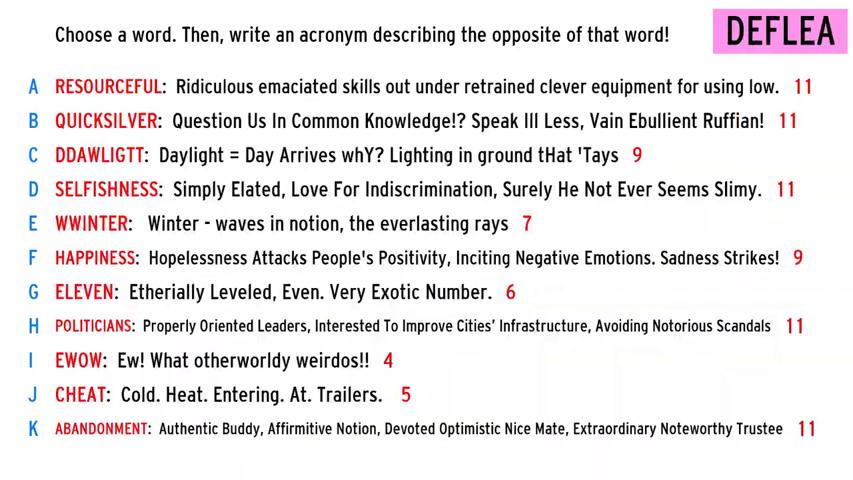 Choose a word. Then, write an acronym describing the opposite of that word!
DEFLEA
A RESOURCEFUL: Ridiculous emaciated skills out under retrained clever equipment for using low. 11
B QUICKSILVER: Question Us In Common Knowledge!? Speak Ill Less, Vain Ebullient Ruffian! 11
C DDAWLIGTT: Daylight = Day Arrives whY? Lighting in ground tHat 'Tays 9
D SELFISHNESS: Simply Elated, Love For Indiscrimination, Surely He Not Ever Seems Slimy. 11
E WWINTER: Winter - waves in notion, the everlasting rays 7
F HAPPINESS: Hopelessness Attacks People's Positivity, Inciting Negative Emotions. Sadness Strikes! 9
G ELEVEN: Etherially Leveled, Even. Very Exotic Number. 6
H POLITICIANS: Properly Oriented Leaders, Interested To Improve Cities' Infrastructure, Avoiding Notorious Scandals 11
I EWOW: Ew! What otherworldy weirdos!! 4
J CHEAT: Cold. Heat. Entering. At. Trailers. 5
K ABANDONMENT: Authentic Buddy, Affirmitive Notion, Devoted Optimistic Nice Mate, Extraordinary Noteworthy Trustee 11